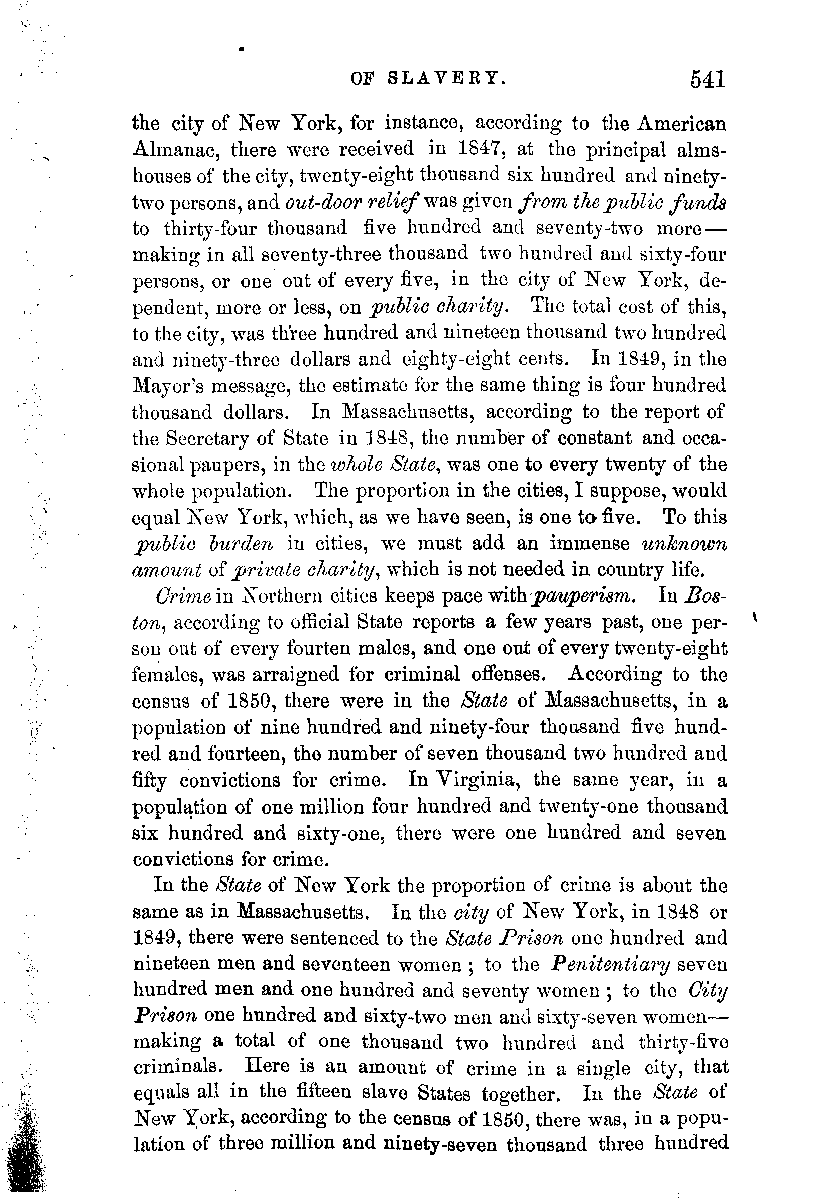 OF SLAVERY. 541
the city of New York, for instance, according to the American
Almanac, there were received in 1847, at the principal alms-
houses of the city, twenty-eight thousand six hundred and ninety-
two persons, and out-door relief was given from the public funds
to thirty-four thousand five hundred and seventy-two more—
making in all seventy-three thousand two hundred and sixty-four
persons, or one out of every five, in the city of New York, de-
pendent, more or less, on public charity. The total cost of this,
to the city, was three hundred and nineteen thousand two hundred
and ninety-three dollars and eighty-eight cents. In 1849, in the
Mayor's message, the estimate for the same thing is four hundred
thousand dollars. In Massachusetts, according to the report of
the Secretary of State in 1848, the number of constant and occa-
sional paupers, in the whole State, was one to every twenty of the
whole population. The proportion in the cities, I suppose, would
equal New York, which, as we have seen, is one to five. To this
public burden in cities, we must add an immense unknown
amount of private charity, which is not needed in country life.
Crime in Northern cities keeps pace with pauperism. In Bos-
ton, according to official State reports a few years past, one per-
son out of every fourten males, and one out of every twenty-eight
females, was arraigned for criminal offenses. According to the
census of 1850, there were in the State of Massachusetts, in a
population of nine hundred and ninety-four thousand five hund-
red and fourteen, the number of seven thousand two hundred and
fifty convictions for crime. In Virginia, the same year, in a
population of one million four hundred and twenty-one thousand
six hundred and sixty-one, there were one hundred and seven
convictions for crime.
In the State of New York the proportion of crime is about the
same as in Massachusetts. In the city of New York, in 1848 or
1849, there were sentenced to the State Prison one hundred and
nineteen men and seventeen women ; to the Penitentiary seven
hundred men and one hundred and seventy women ; to the City
Prison one hundred and sixty-two men and sixty-seven women—
making a total of one thousand two hundred and thirty-five
criminals. Here is an amount of crime in a single city, that
equals all in the fifteen slave States together. In the State of
New York, according to the census of 1850, there was, in a popu-
lation of three million and ninety-seven thousand three hundred